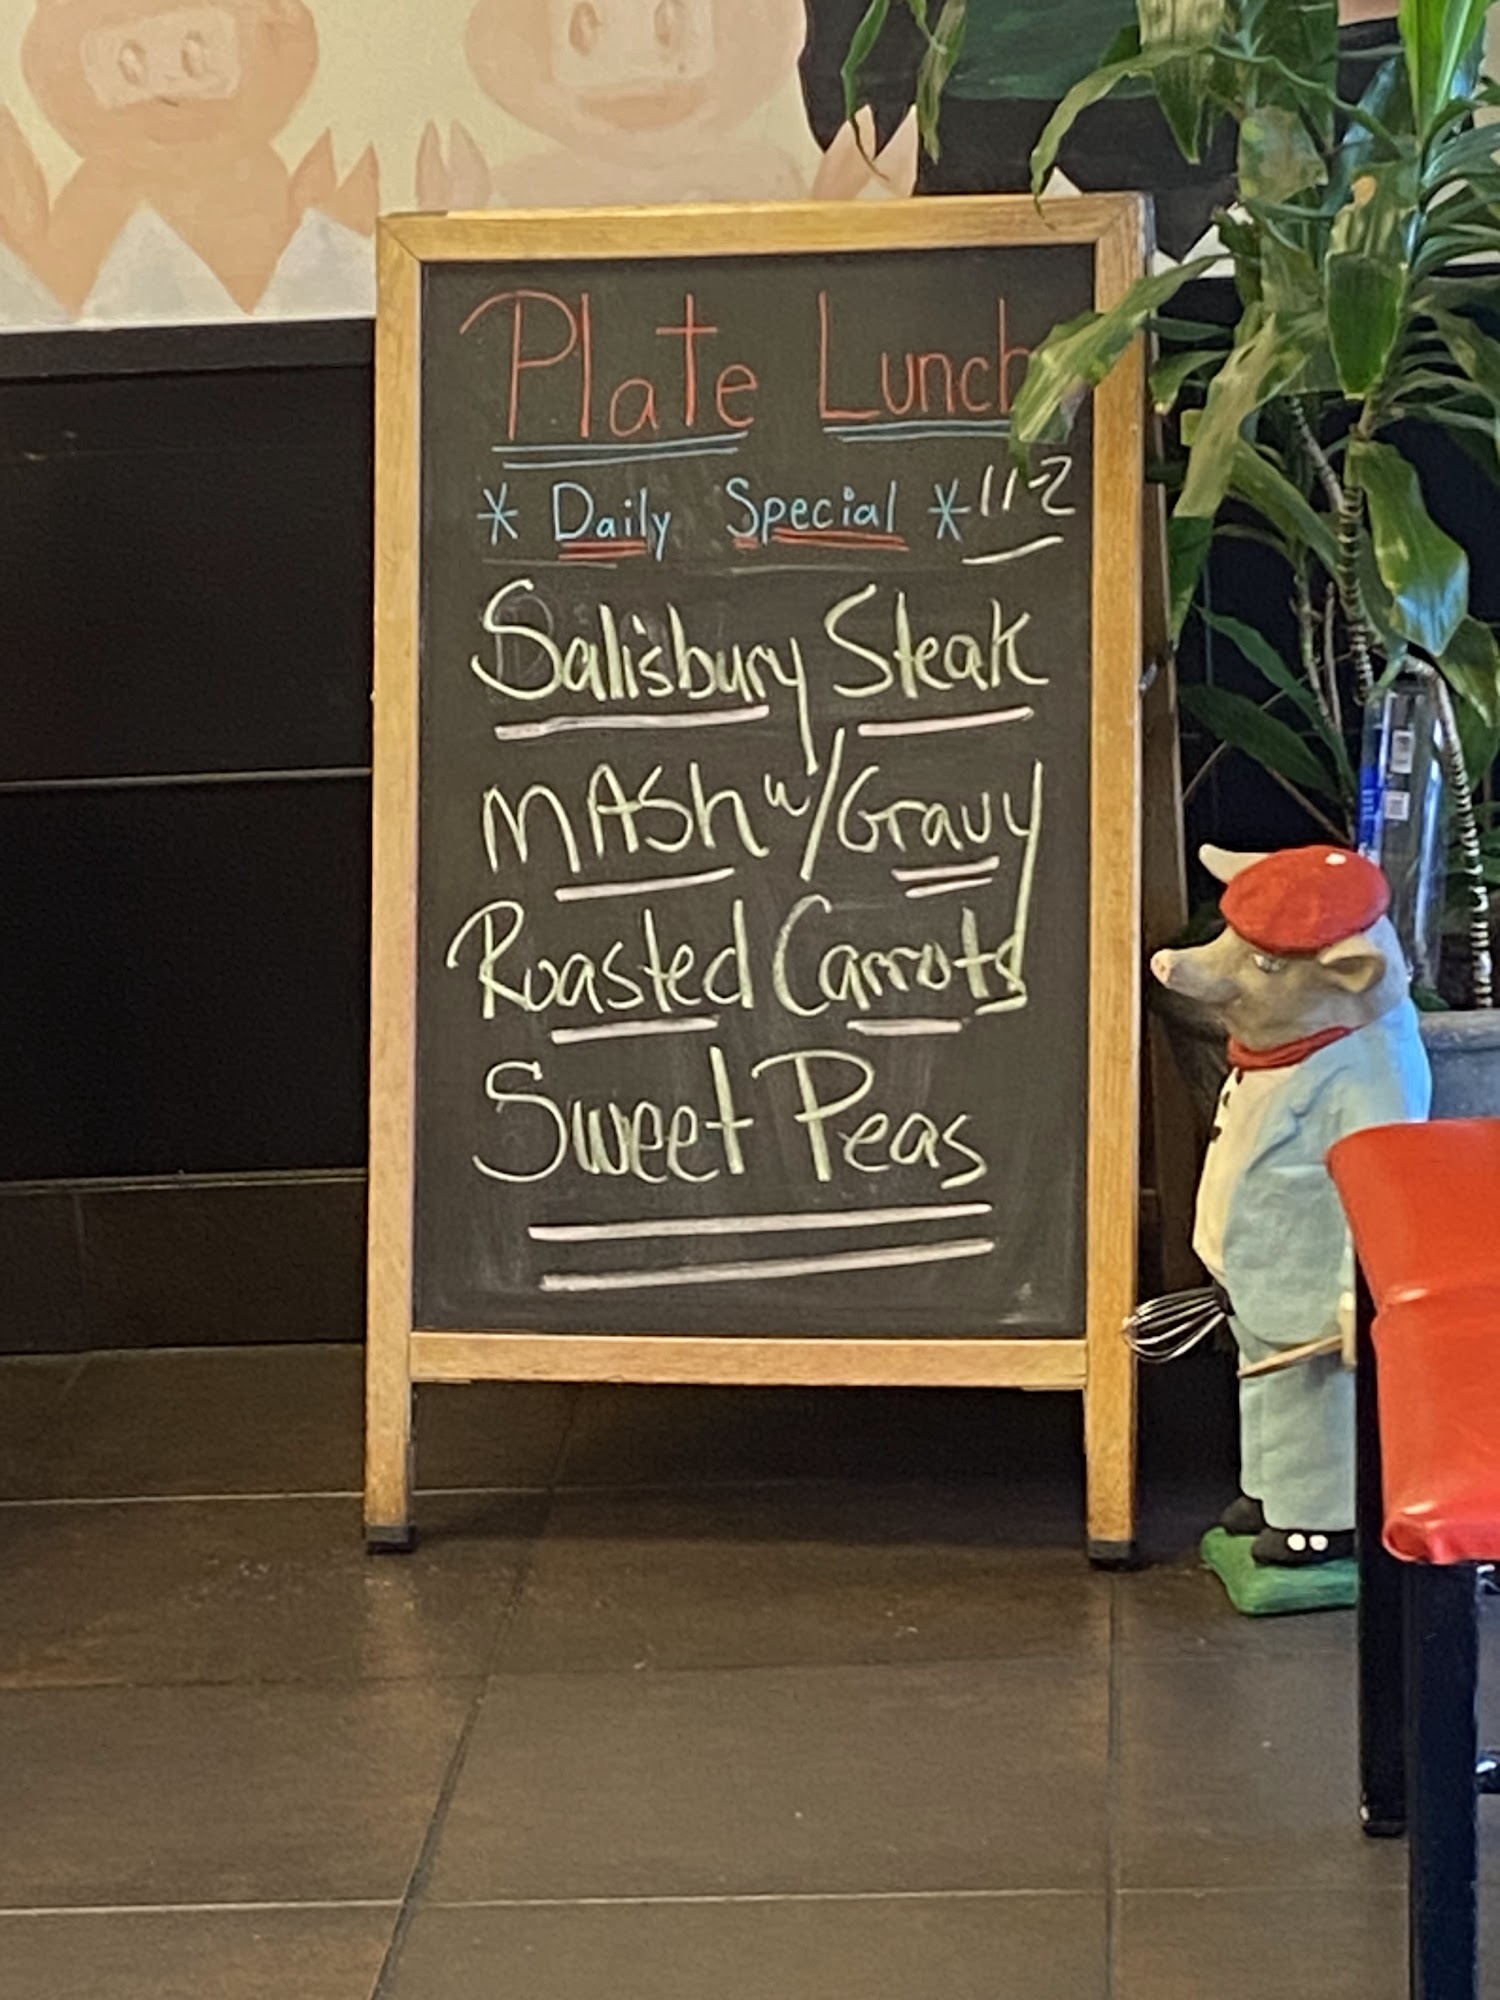 Plate Lunch
* Daily Special * 11-2
Salisbury Steak
MASh w/ Gravy
Roasted Carrots
Sweet Peas